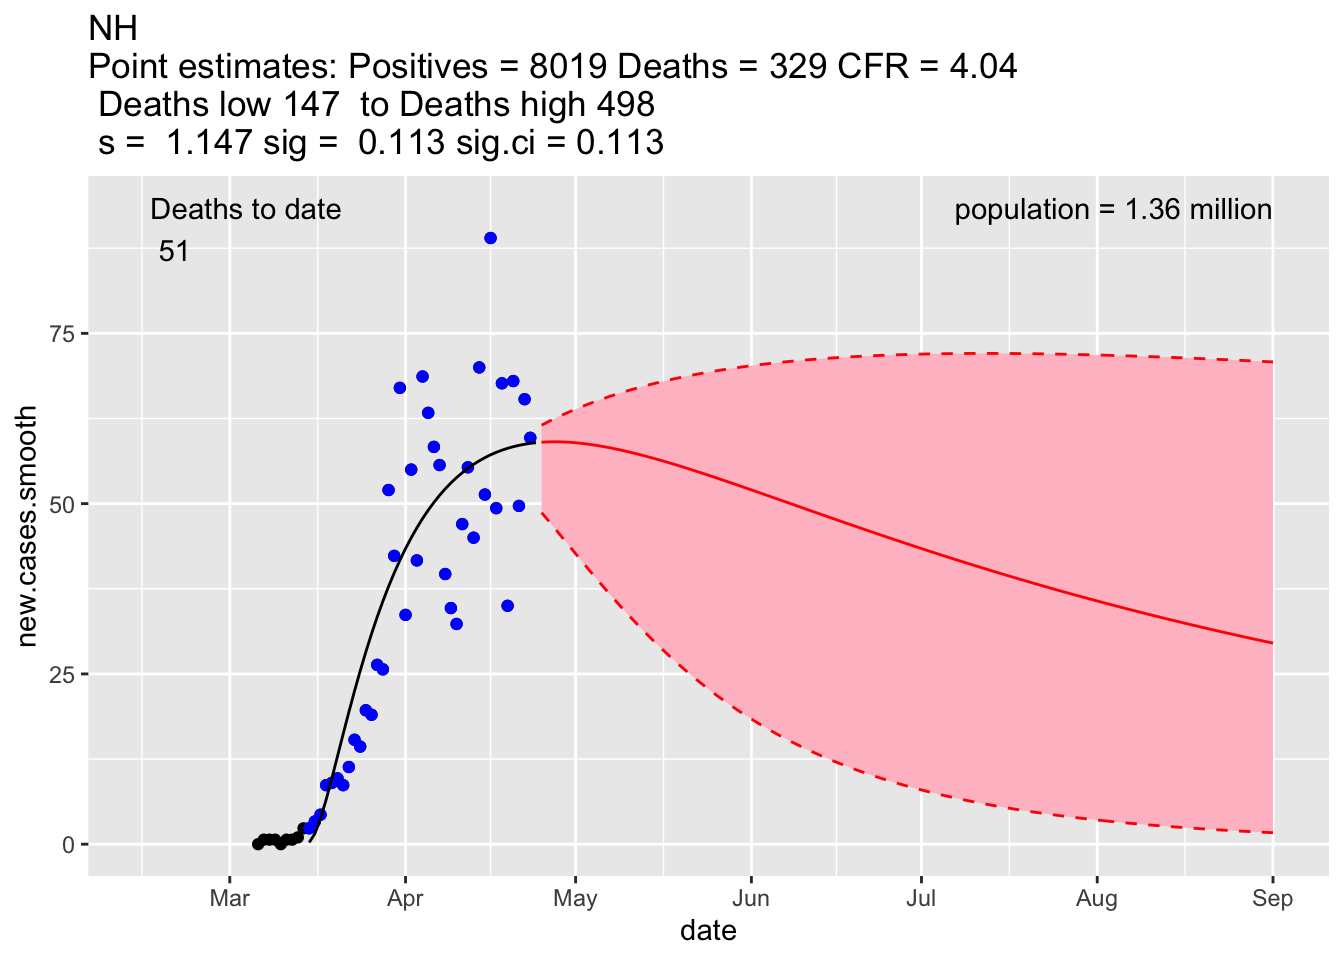 NH
Point estimates: Positives = 8019 Deaths = 329 CFR = 4.04
Deaths low 147  to Deaths high 498
s =  1.147 sig =  0.113 sig.ci = 0.113
Deaths to date
51
population = 1.36 million
75
50
25
0
new.cases.smooth
Mar Apr May Jun Jul Aug Sep
date